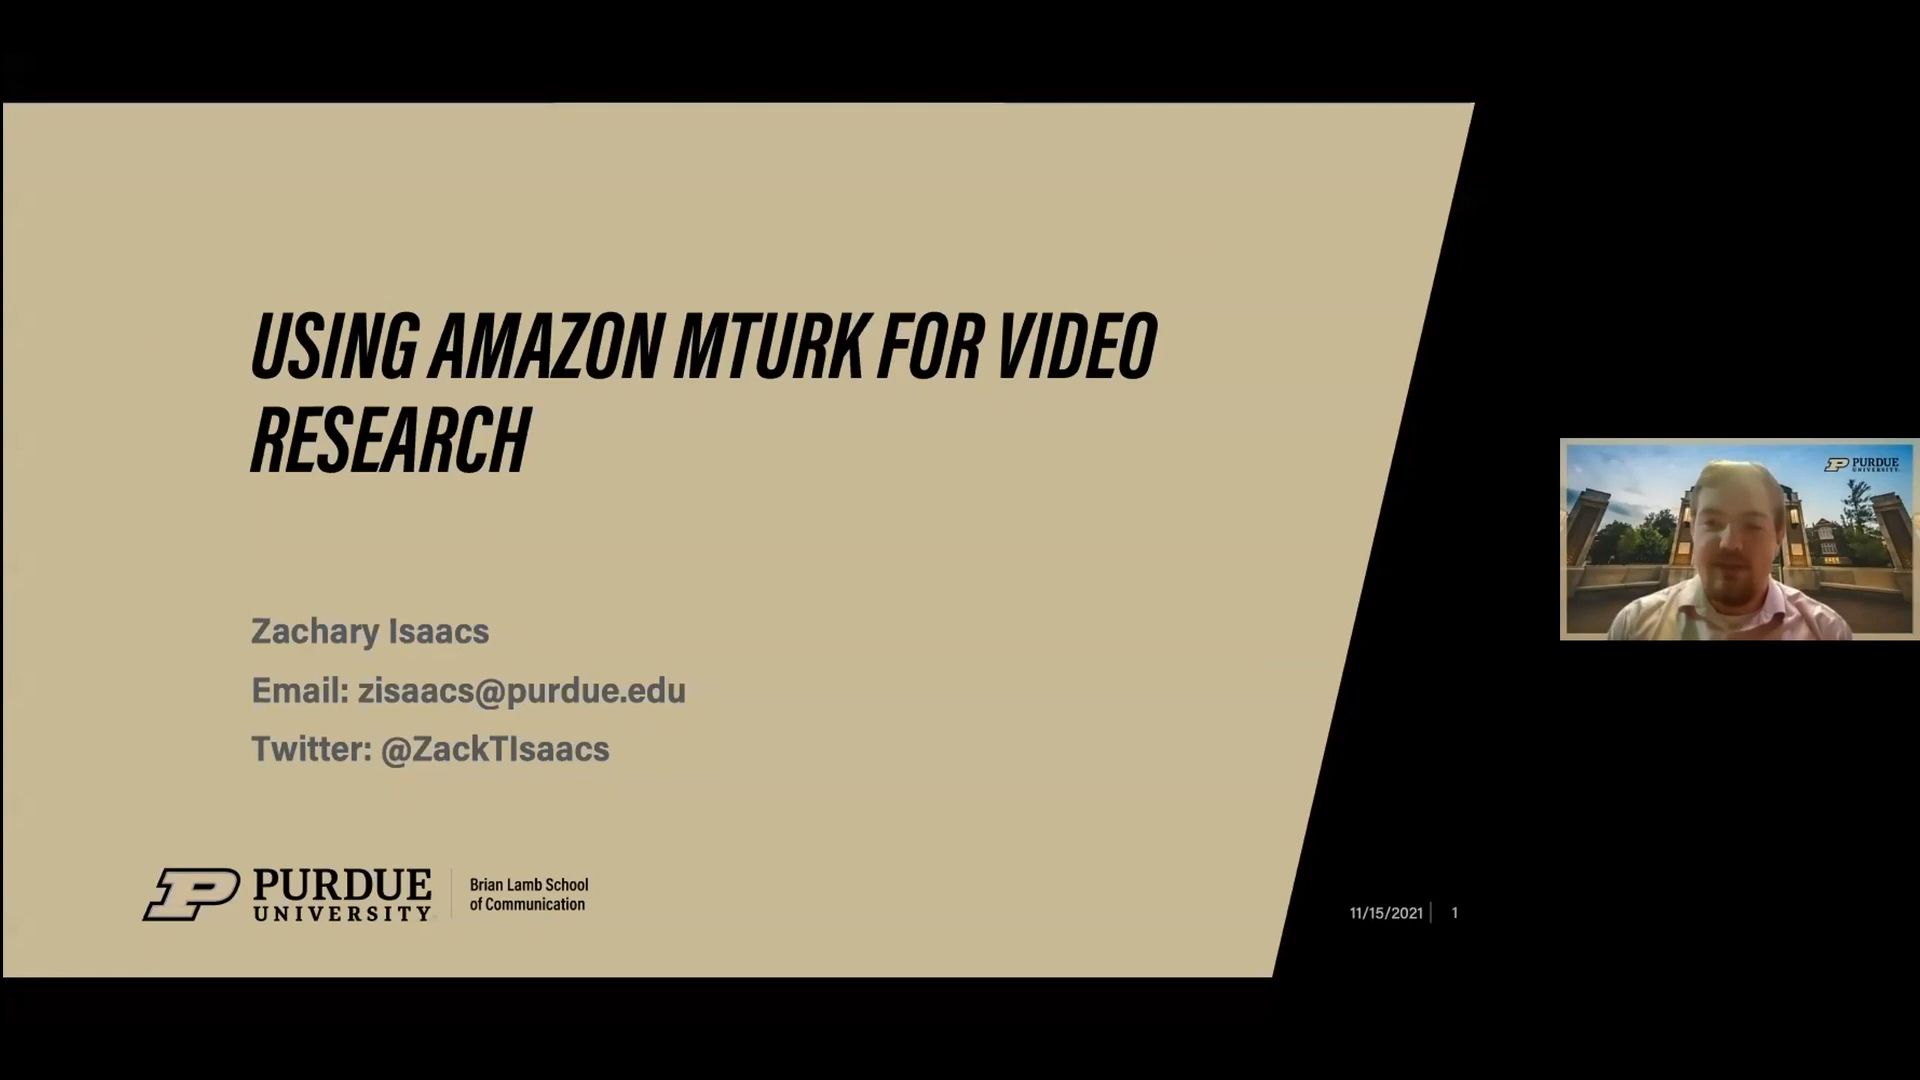 USING AMAZON MTURK FOR VIDEO
RESEARCH
Zachary Isaacs
Email: zisaacs@purdue.edu
Twitter: @ZackTIsaacs
PURDUE
UNIVERSITY
Brian Lamb School
of Communication
11/15/2021
1
PURDUE
UNIVERSITY